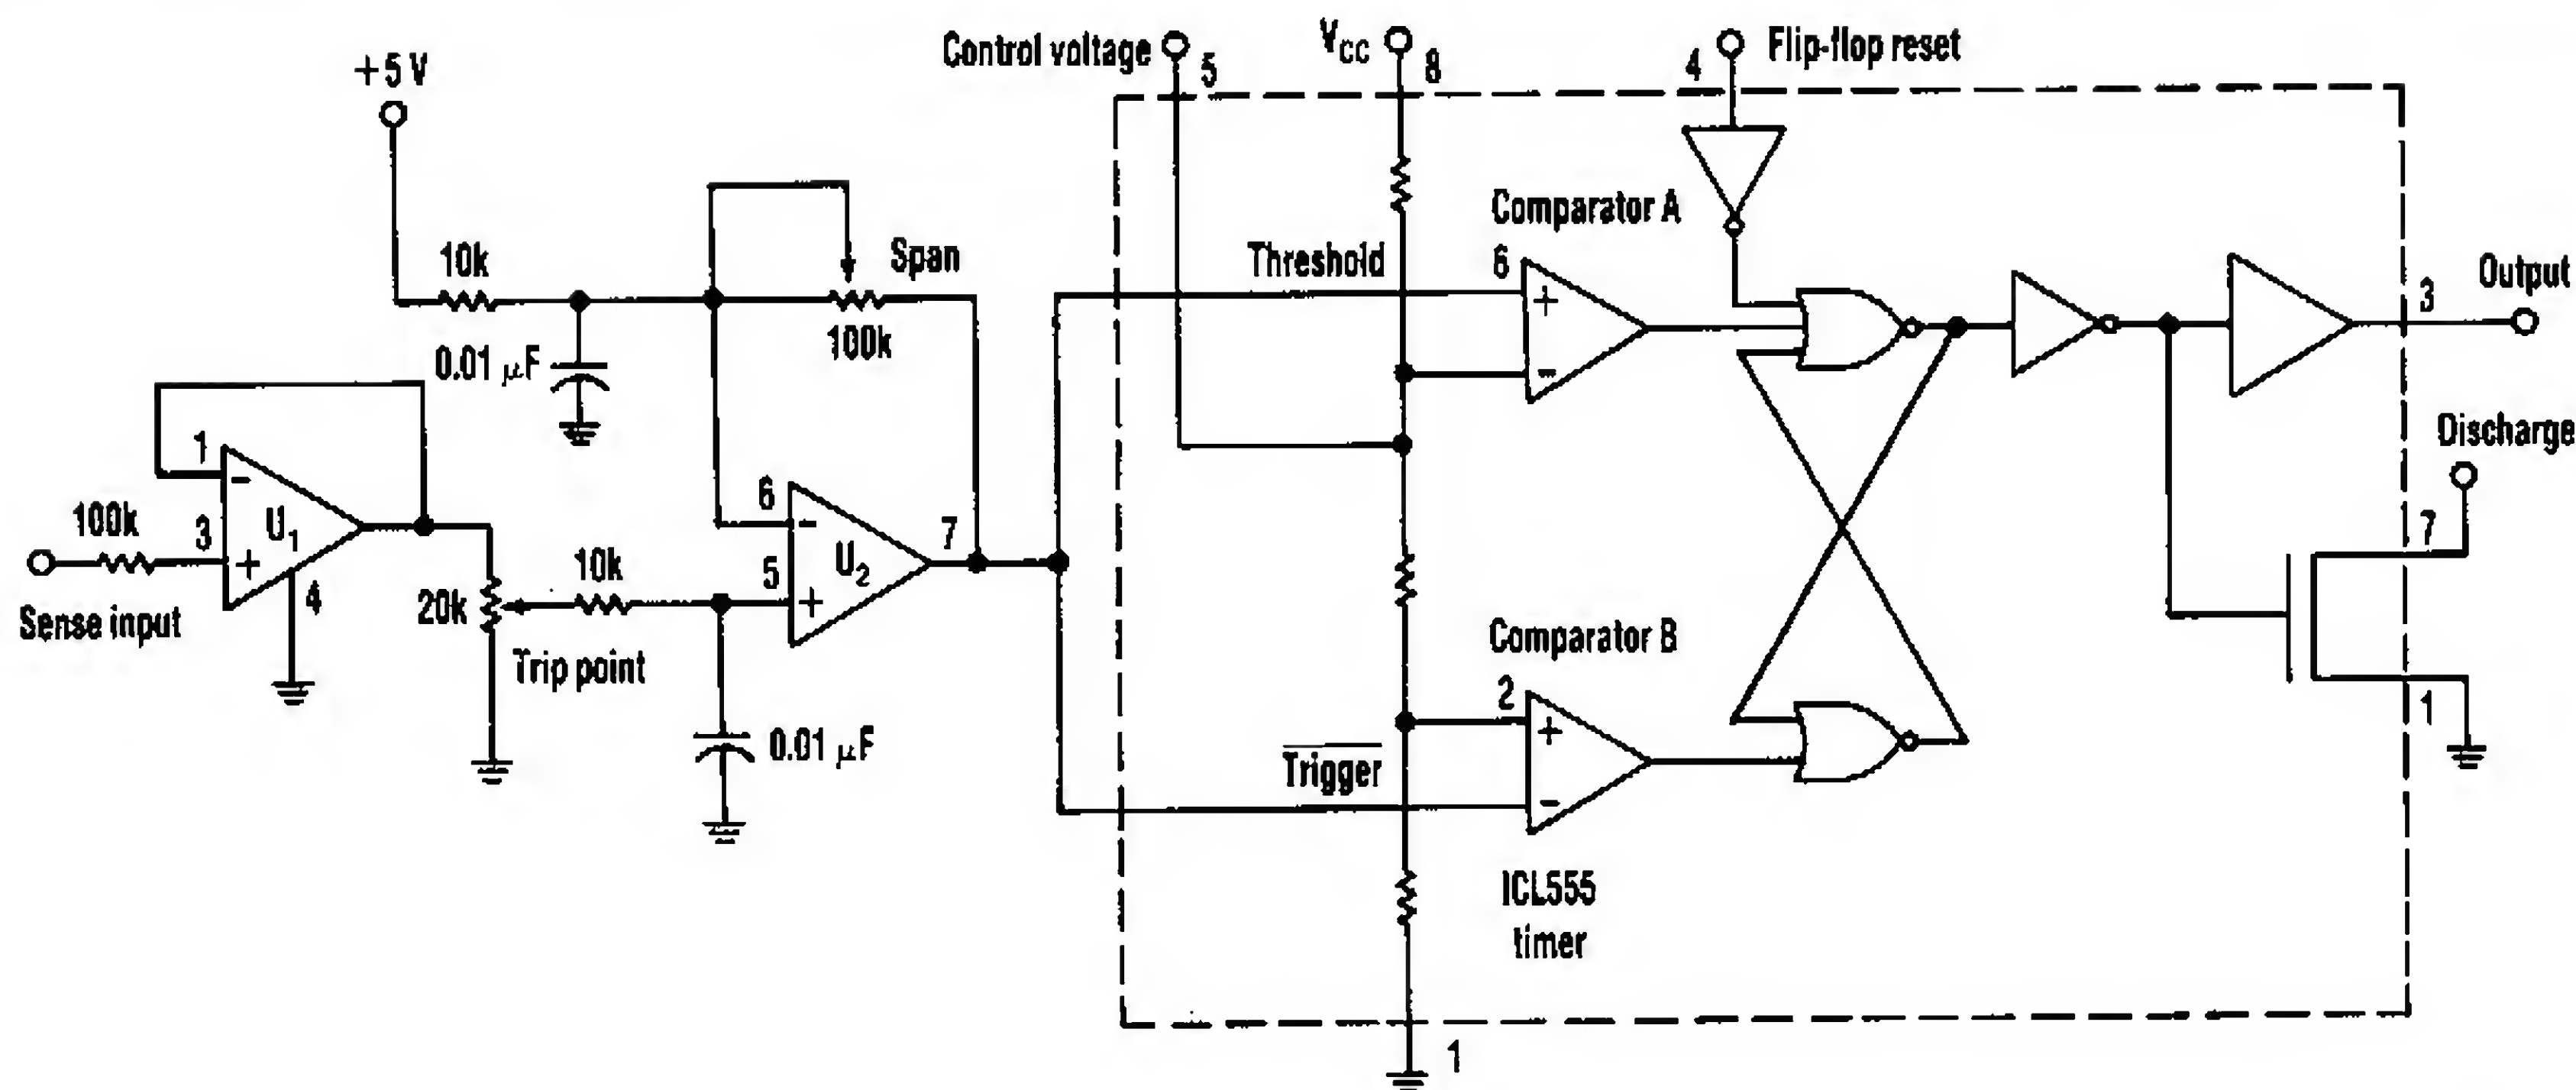 Control voltage
5
V_CC
8
4
Flip-flop reset
+5 V
10k
Span
Threshold
Comparator A
6
+
−
3
Output
0.01 μF
100k
1
−
U1
100k
3
+
4
Sense input
20k
Trip point
10k
6
−
5
+
U2
7
0.01 μF
Discharge
7
1
Comparator B
2
+
−
Trigger
ICL555
timer
1